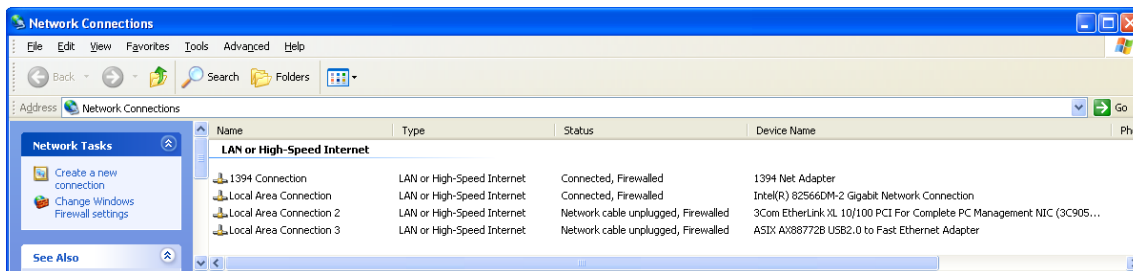 Network Connections
File Edit View Favorites Tools Advanced Help
Back Search Folders
Address Network Connections Go
Network Tasks
Create a new
connection
Change Windows
Firewall settings
See Also
Name Type Status Device Name Ph
LAN or High-Speed Internet
1394 Connection LAN or High-Speed Internet Connected, Firewalled 1394 Net Adapter
Local Area Connection LAN or High-Speed Internet Connected, Firewalled Intel(R) 82566DM-2 Gigabit Network Connection
Local Area Connection 2 LAN or High-Speed Internet Network cable unplugged, Firewalled 3Com EtherLink XL 10/100 PCI For Complete PC Management NIC (3C905...
Local Area Connection 3 LAN or High-Speed Internet Network cable unplugged, Firewalled ASIX AX88772B USB2.0 to Fast Ethernet Adapter